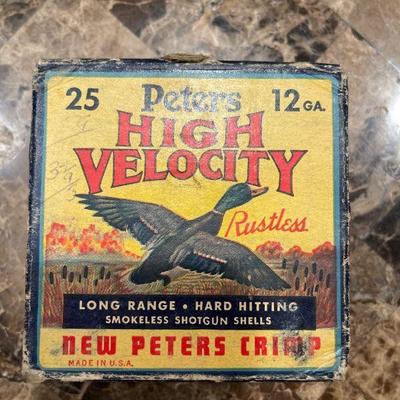 25 Peters 12 GA.
HIGH
VELOCITY
Rustless
LONG RANGE • HARD HITTING
SMOKELESS SHOTGUN SHELLS
NEW PETERS CRIMP
MADE IN U.S.A.